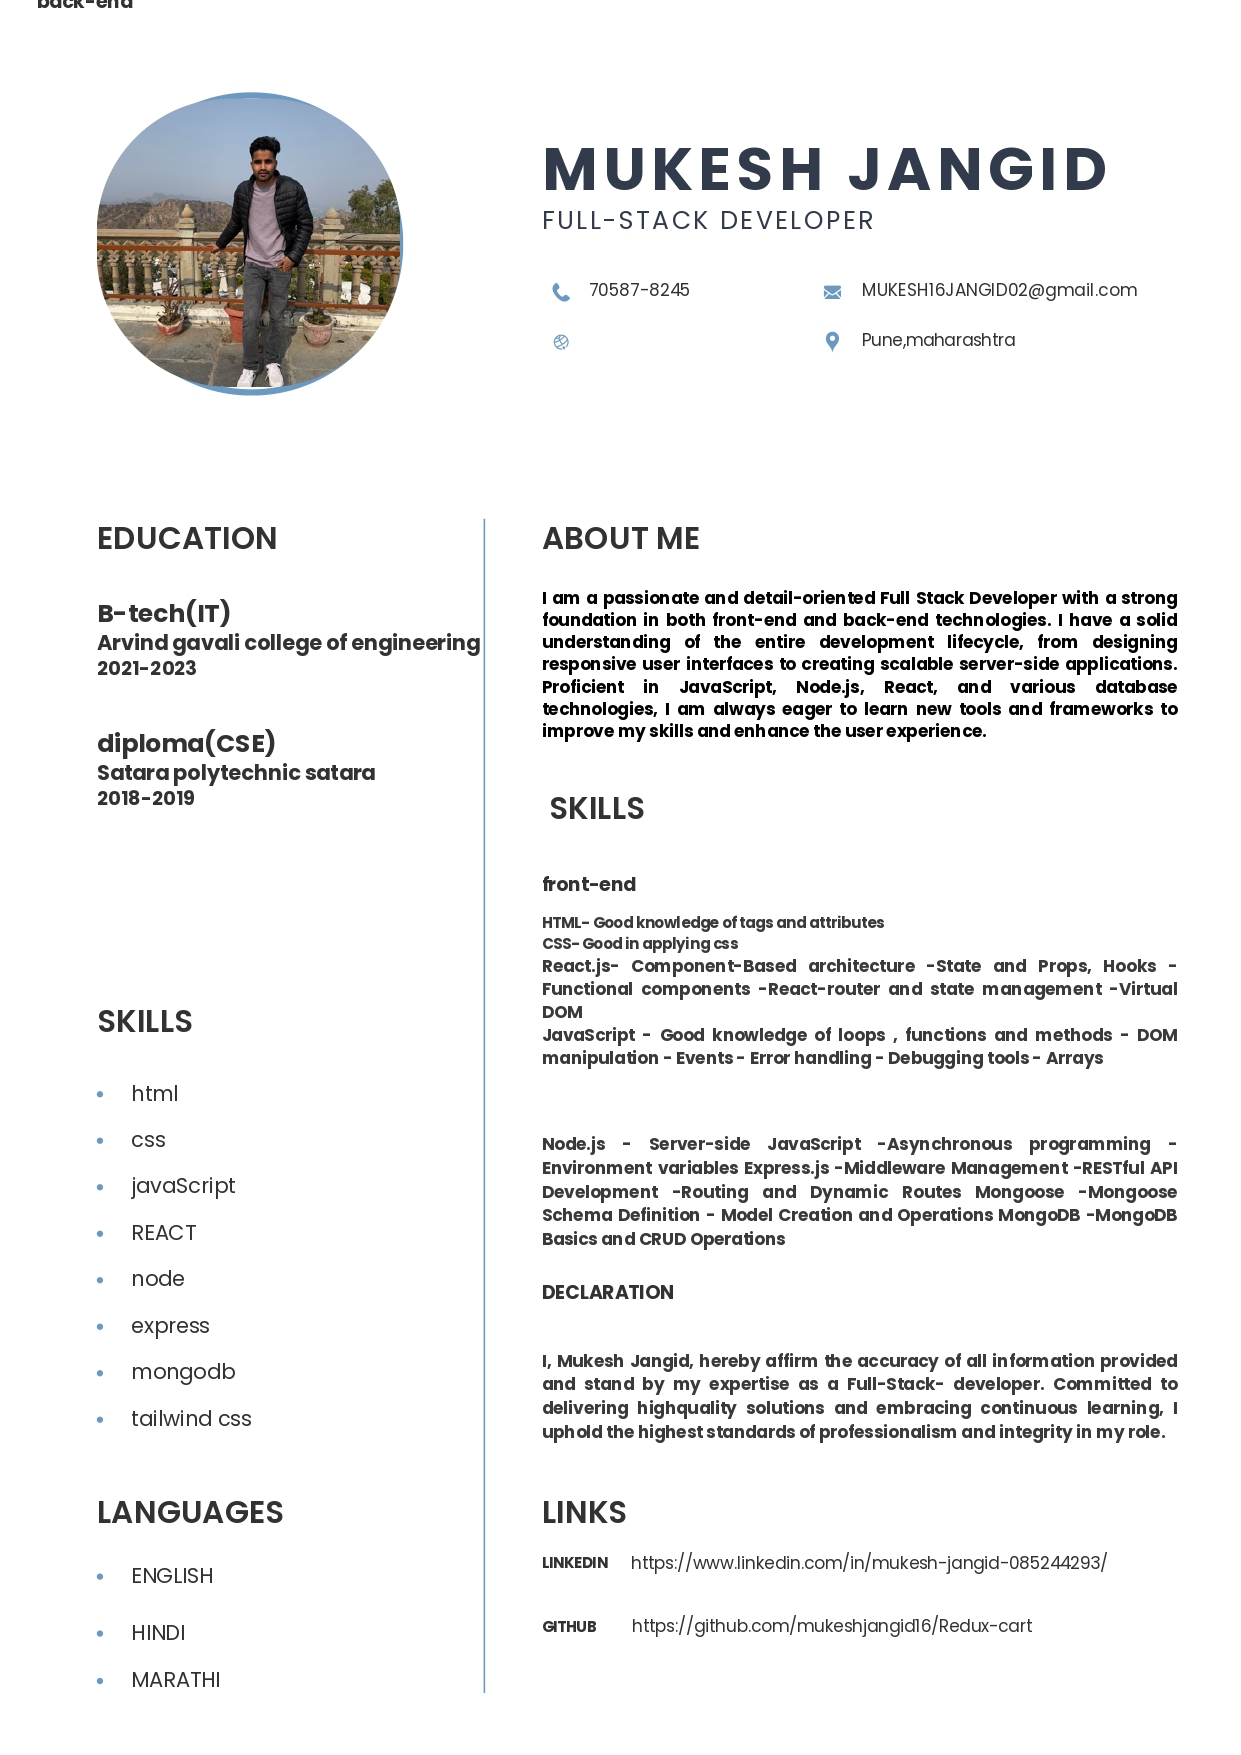 back-end
MUKESH JANGID
FULL-STACK DEVELOPER
70587-8245
MUKESH16JANGID02@gmail.com
Pune,maharashtra
EDUCATION
B-tech(IT)
Arvind gavali college of engineering
2021-2023
diploma(CSE)
Satara polytechnic satara
2018-2019
SKILLS
html
css
javaScript
REACT
node
express
mongodb
tailwind css
LANGUAGES
ENGLISH
HINDI
MARATHI
ABOUT ME
I am a passionate and detail-oriented Full Stack Developer with a strong
foundation in both front-end and back-end technologies. I have a solid
understanding of the entire development lifecycle, from designing
responsive user interfaces to creating scalable server-side applications.
Proficient in JavaScript, Node.js, React, and various database
technologies, I am always eager to learn new tools and frameworks to
improve my skills and enhance the user experience.
SKILLS
front-end
HTML- Good knowledge of tags and attributes
CSS- Good in applying css
React.js- Component-Based architecture -State and Props, Hooks -
Functional components -React-router and state management -Virtual
DOM
JavaScript - Good knowledge of loops , functions and methods - DOM
manipulation - Events - Error handling - Debugging tools - Arrays
Node.js - Server-side JavaScript -Asynchronous programming -
Environment variables Express.js -Middleware Management -RESTful API
Development -Routing and Dynamic Routes Mongoose -Mongoose
Schema Definition - Model Creation and Operations MongoDB -MongoDB
Basics and CRUD Operations
DECLARATION
I, Mukesh Jangid, hereby affirm the accuracy of all information provided
and stand by my expertise as a Full-Stack- developer. Committed to
delivering highquality solutions and embracing continuous learning, I
uphold the highest standards of professionalism and integrity in my role.
LINKS
LINKEDIN https://www.linkedin.com/in/mukesh-jangid-085244293/
GITHUB https://github.com/mukeshjangid16/Redux-cart